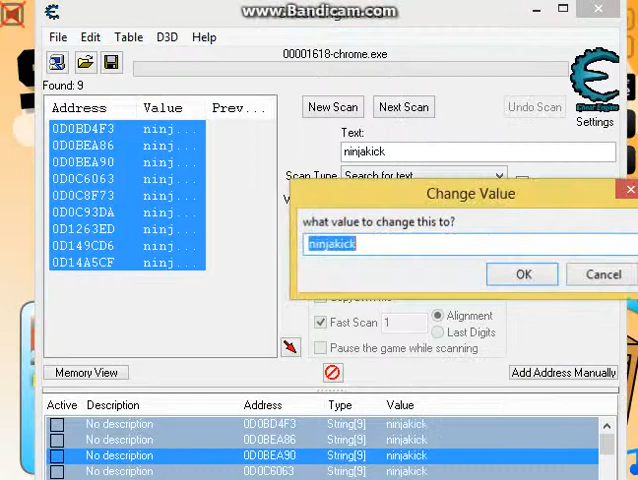 www.Bandicam.com
File Edit Table D3D Help
00001618-chrome.exe
Found: 9
Address Value Prev...
0D0BD4F3 ninj...
0D0BEA86 ninj...
0D0BEA90 ninj...
0D0C6063 ninj...
0D0C8F73 ninj...
0D0C93DA ninj...
0D1263ED ninj...
0D149CD6 ninj...
0D14A5CF ninj...
New Scan Next Scan Undo Scan
Cheat Engine
Settings
Text:
ninjakick
Scan Type Search for text
Change Value
what value to change this to?
ninjakick
OK Cancel
Fast Scan 1 Alignment
Last Digits
Pause the game while scanning
Memory View Add Address Manually
Active Description Address Type Value
No description 0D0BD4F3 String[9] ninjakick
No description 0D0BEA86 String[9] ninjakick
No description 0D0BEA90 String[9] ninjakick
No description 0D0C6063 String[9] ninjakick